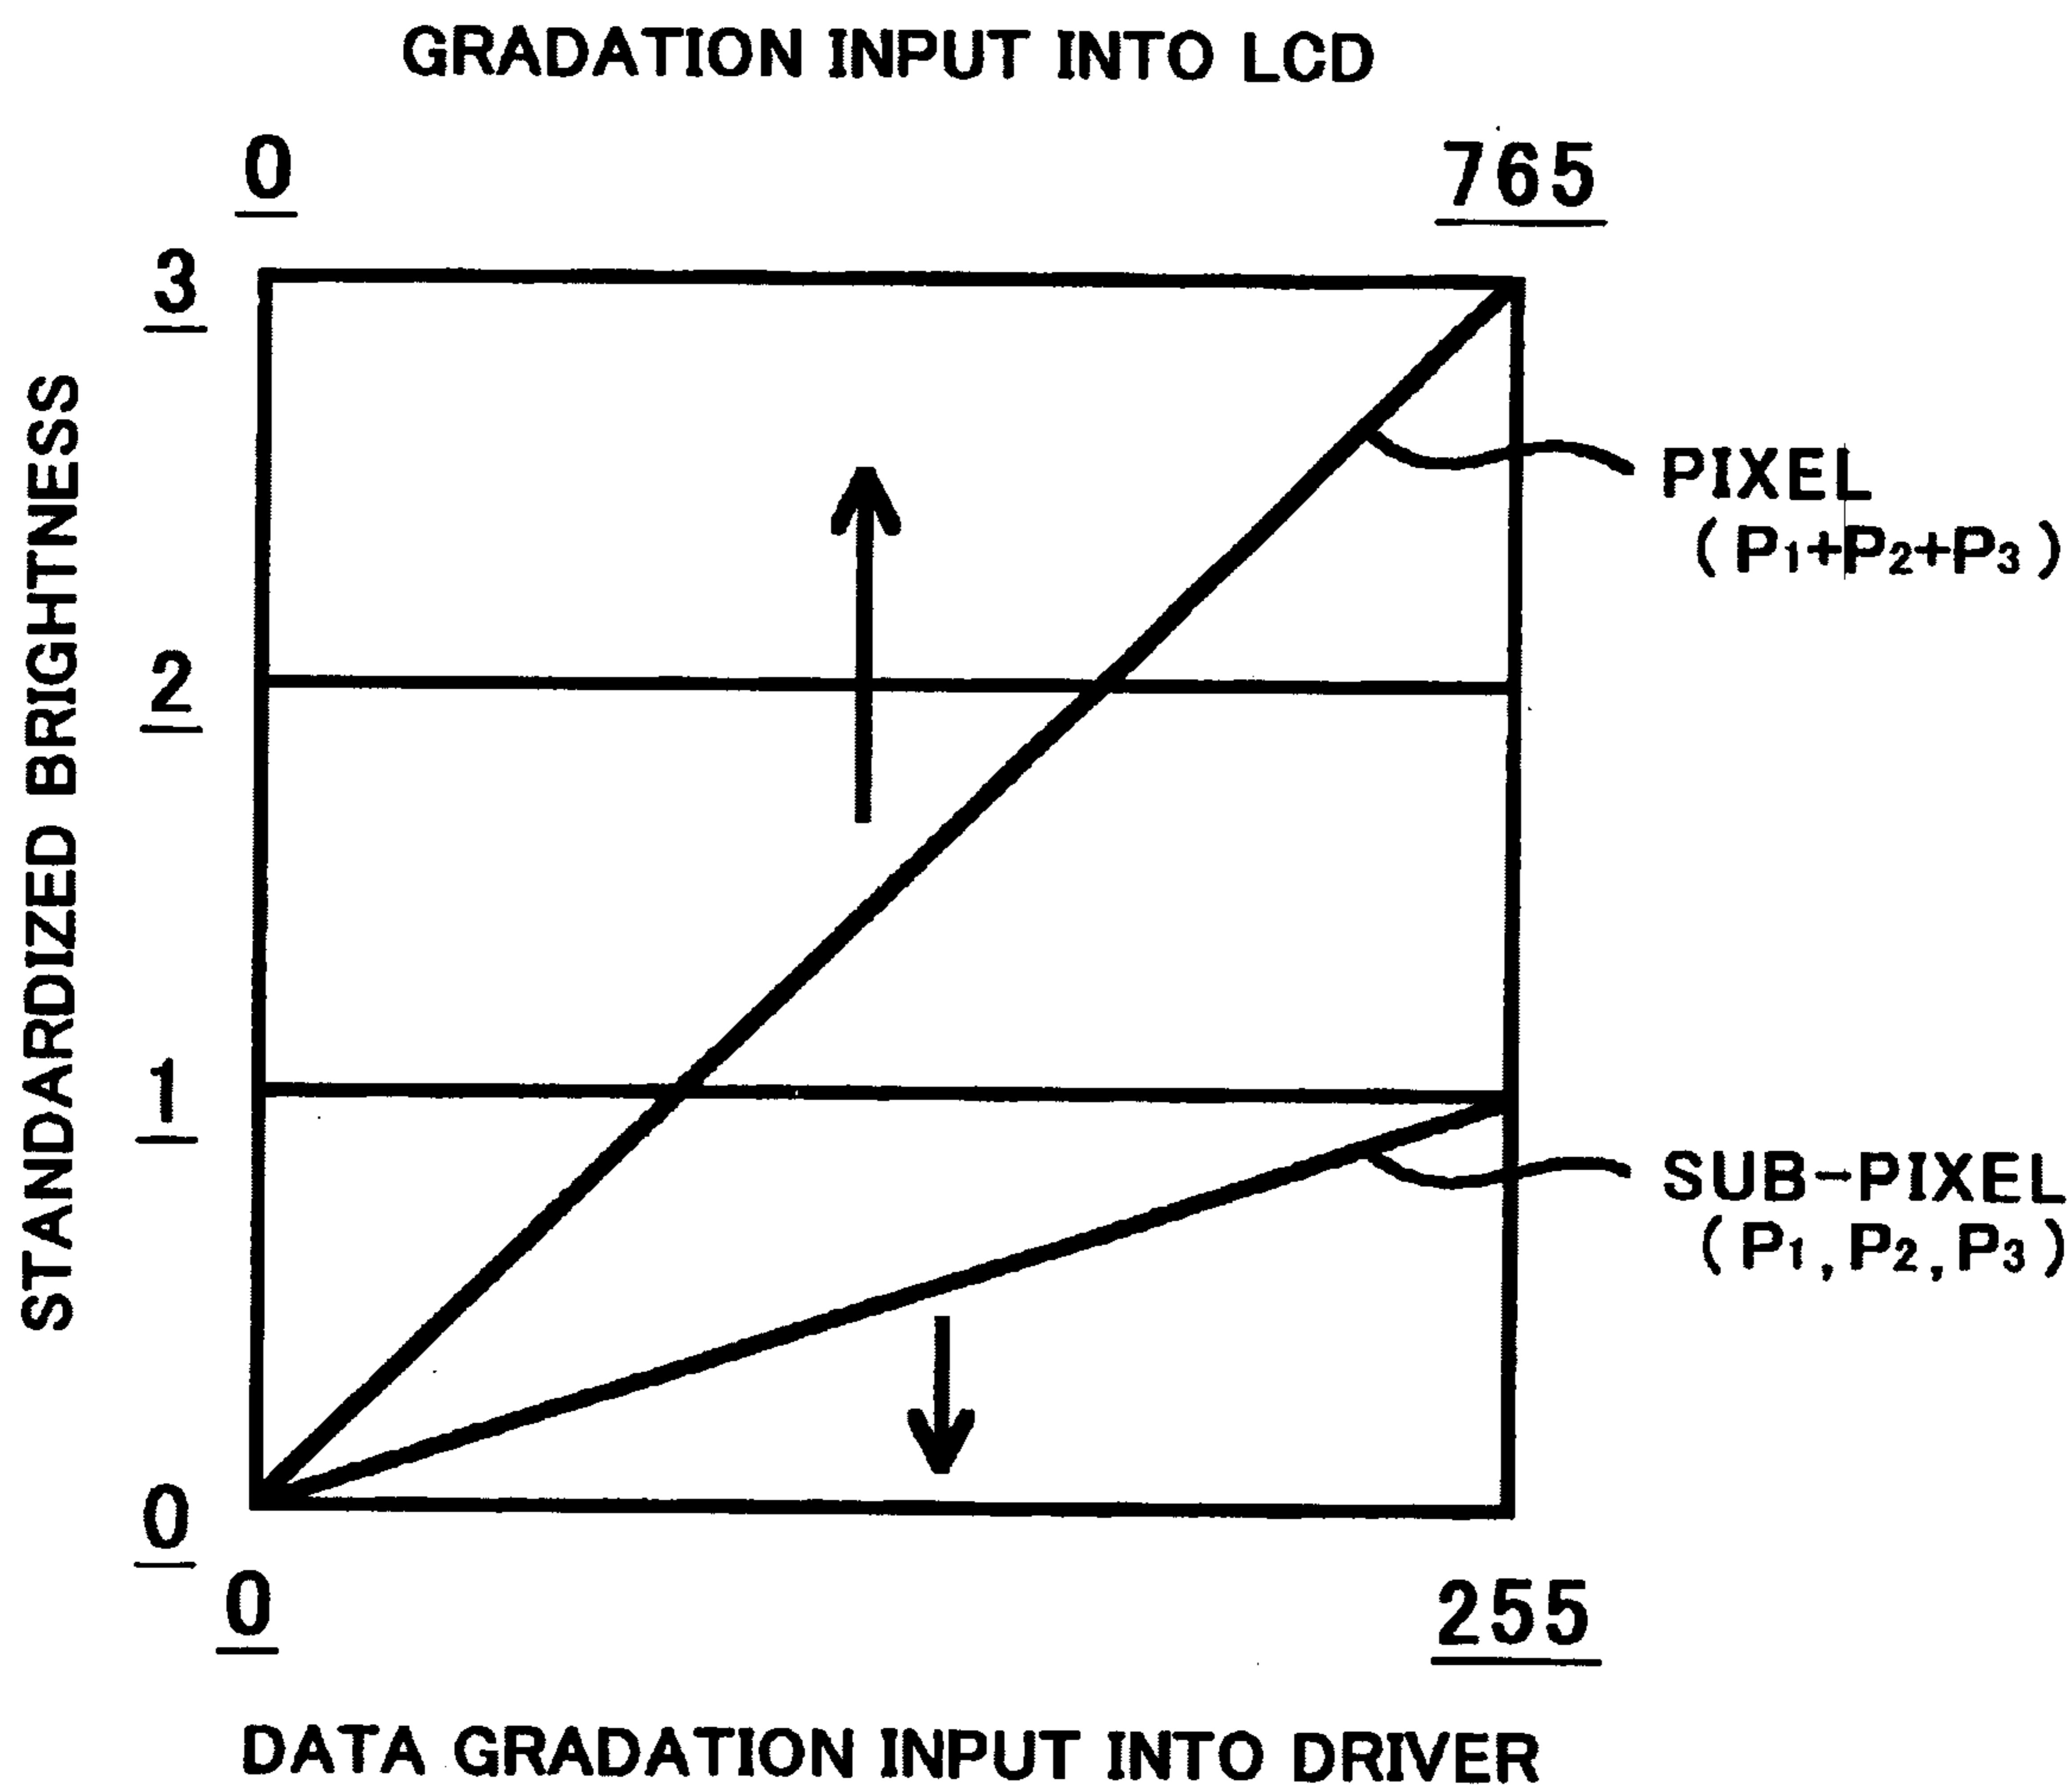 GRADATION INPUT INTO LCD
0
765
3
2
1
0
STANDARDIZED BRIGHTNESS
PIXEL
(P₁+P₂+P₃)
SUB-PIXEL
(P₁,P₂,P₃)
0
255
DATA GRADATION INPUT INTO DRIVER